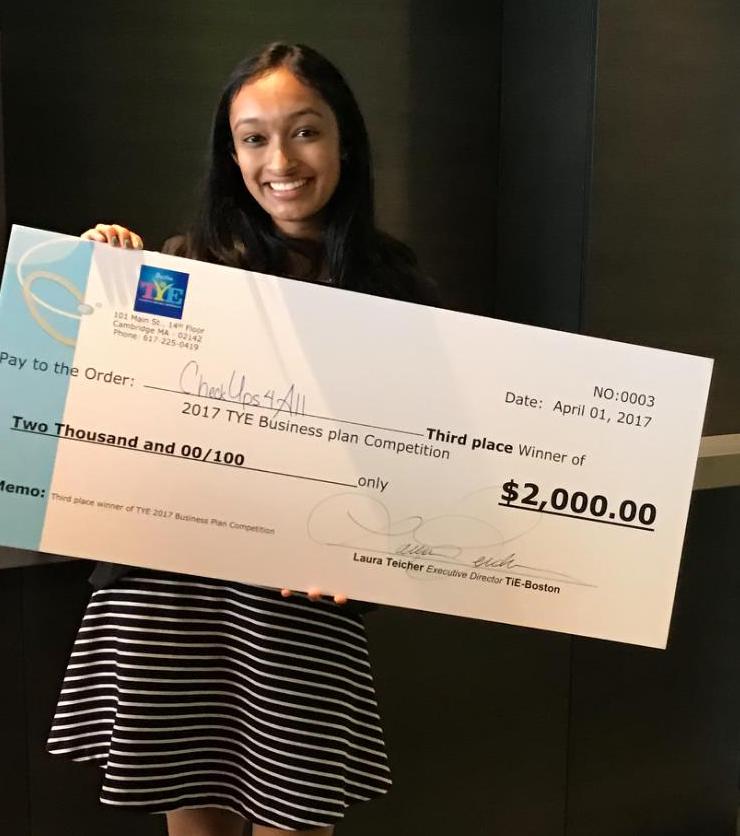 TYE
101 Main St., 14th Floor
Cambridge MA - 02142
Phone: 617-225-0419
NO:0003
Date: April 01, 2017
Pay to the Order: CheckUps4All
2017 TYE Business plan Competition Third place Winner of
Two Thousand and 00/100 only
$2,000.00
Memo: Third place winner of TYE 2017 Business Plan Competition
Laura Teicher Executive Director TiE-Boston